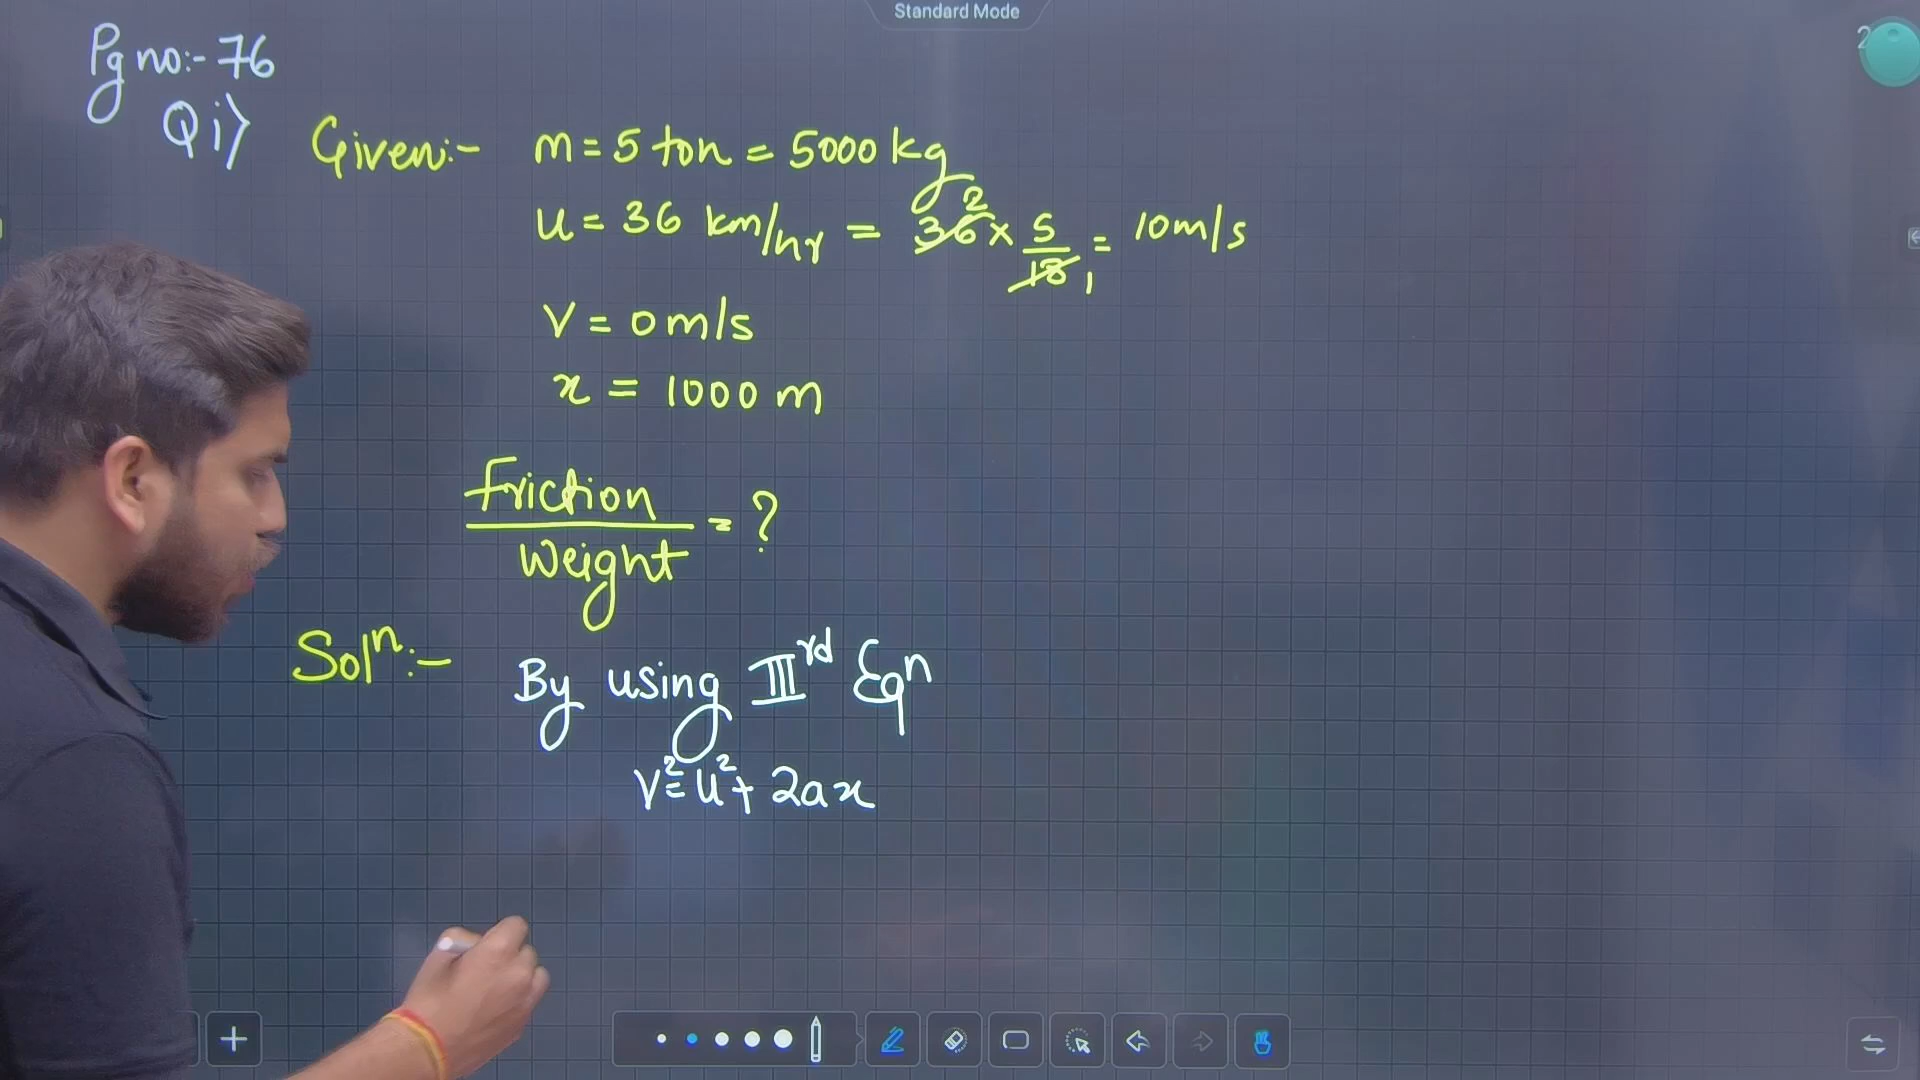 Standard Mode
Pg no:- 76
Q i)
Given:- m = 5 ton = 5000 kg
u = 36 km/hr = 36 2 x 5/18 1 = 10 m/s
v = 0 m/s
x = 1000 m
Friction/Weight = ?
Solⁿ:- By using IIIrd Eqn
v² = u² + 2ax
2